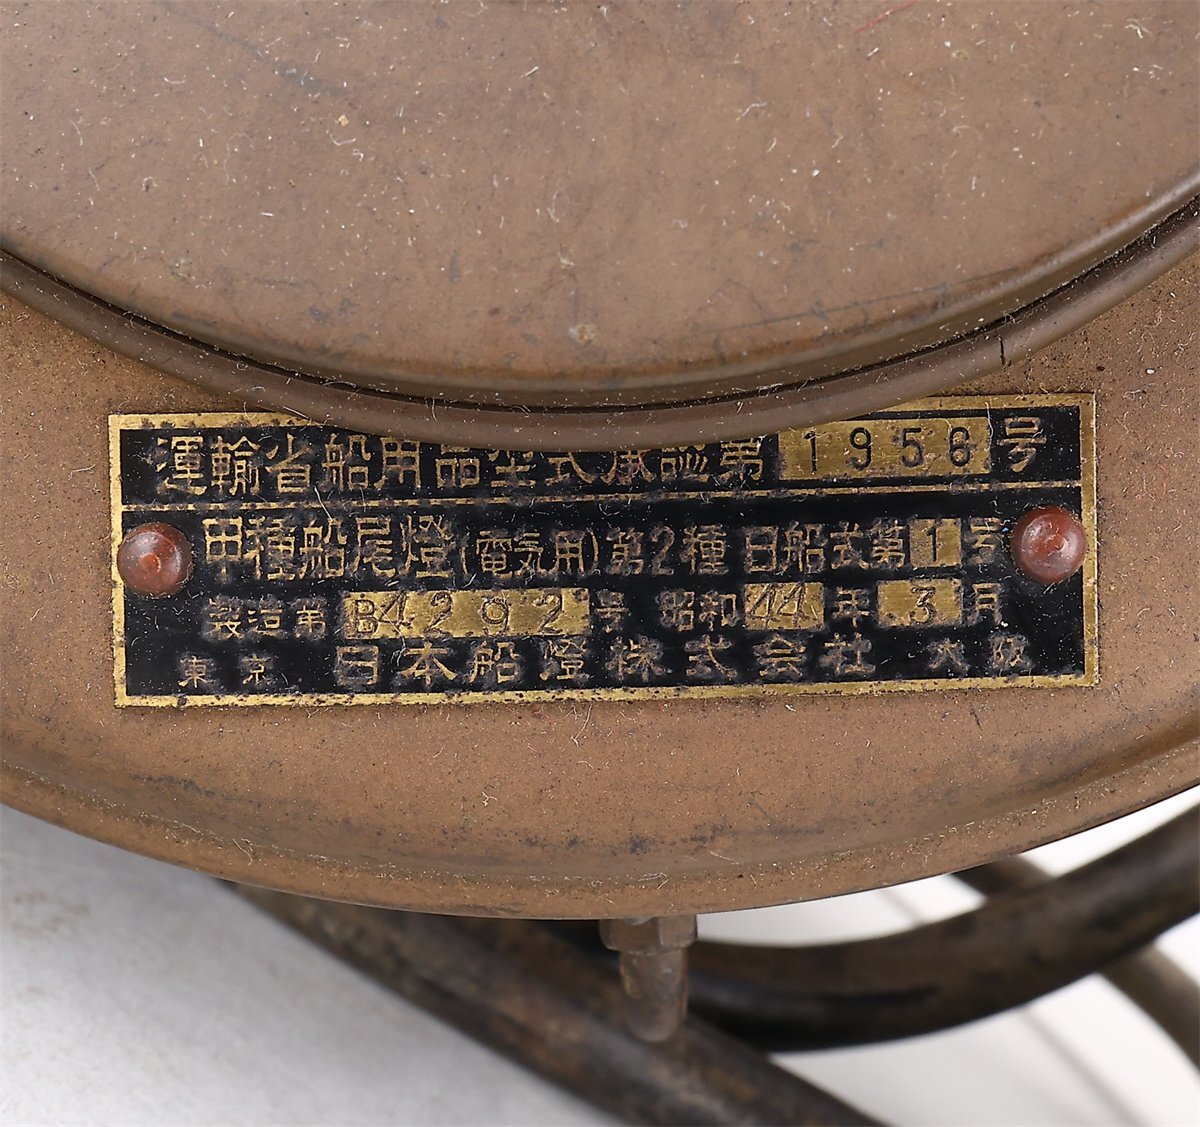 運輸省船用品型式承認第1956号
甲種船尾燈(電気用)第2種 日船式第1号
製造第B4292号 昭和44年3月
東京 日本船燈株式会社 大阪